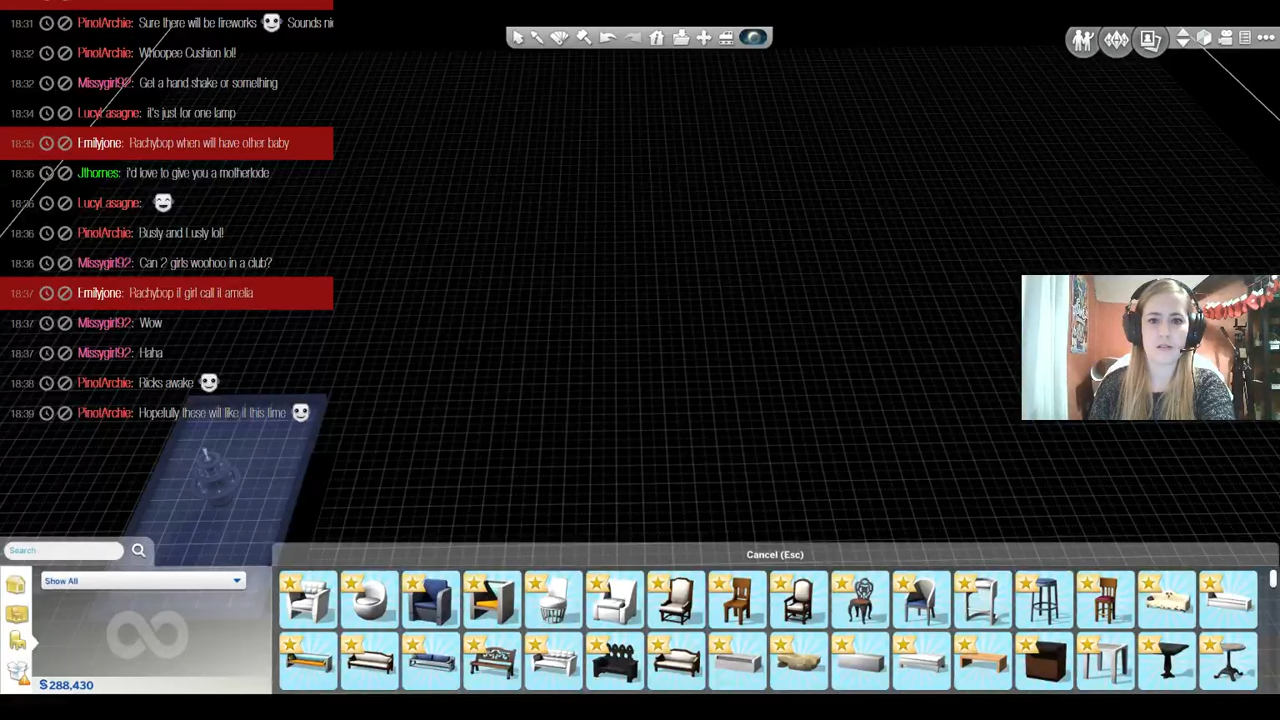 18:31 PinotArchie: Sure there will be fireworks Sounds ni
18:32 PinotArchie: Whoopee Cushion lol!
18:32 Missygirl92: Get a hand shake or something
18:34 LucyLasagne: it's just for one lamp
18:35 Emilyjone: Rachybop when will have other baby
18:36 Jthornes: i'd love to give you a motherlode
18:36 LucyLasagne:
18:36 PinotArchie: Busty and Lusty lol!
18:36 Missygirl92: Can 2 girls woohoo in a club?
18:37 Emilyjone: Rachybop if girl call it amelia
18:37 Missygirl92: Wow
18:37 Missygirl92: Haha
18:38 PinotArchie: Ricks awake
18:39 PinotArchie: Hopefully these will like it this time
Search
Cancel (Esc)
Show All
$288,430